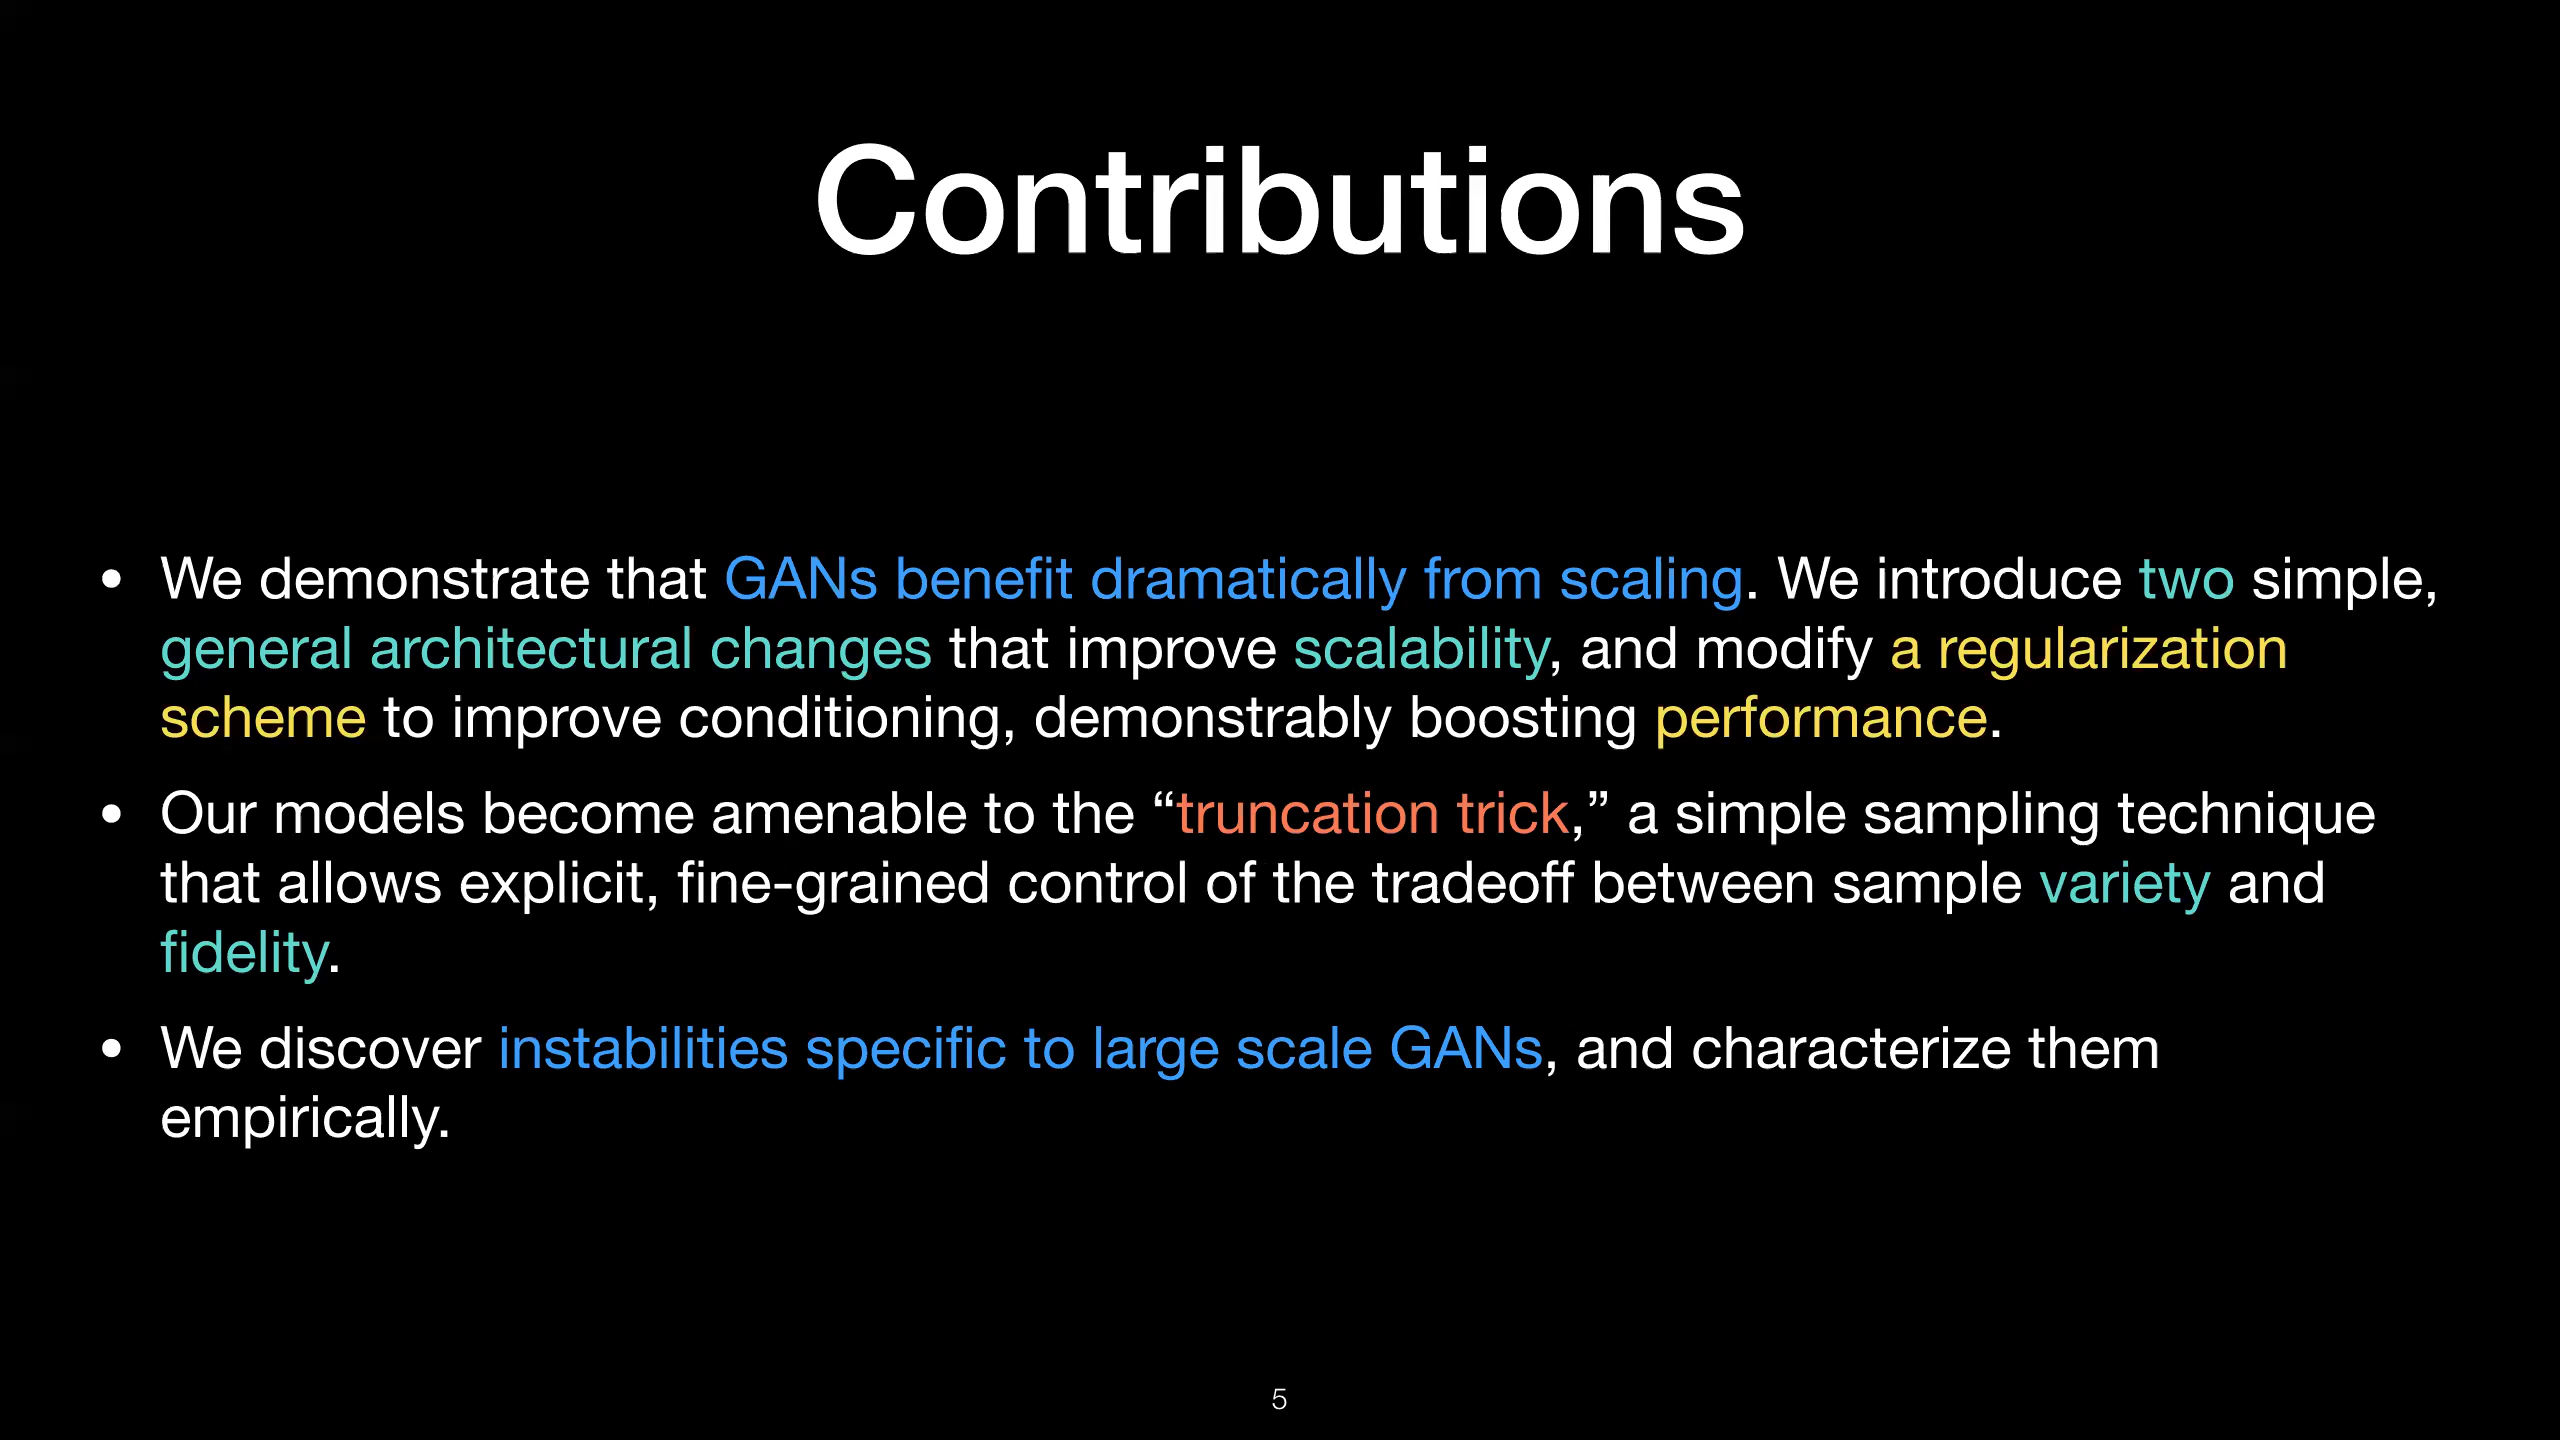 Contributions
• We demonstrate that GANs benefit dramatically from scaling. We introduce two simple,
general architectural changes that improve scalability, and modify a regularization
scheme to improve conditioning, demonstrably boosting performance.
• Our models become amenable to the “truncation trick,” a simple sampling technique
that allows explicit, fine-grained control of the tradeoff between sample variety and
fidelity.
• We discover instabilities specific to large scale GANs, and characterize them
empirically.
5